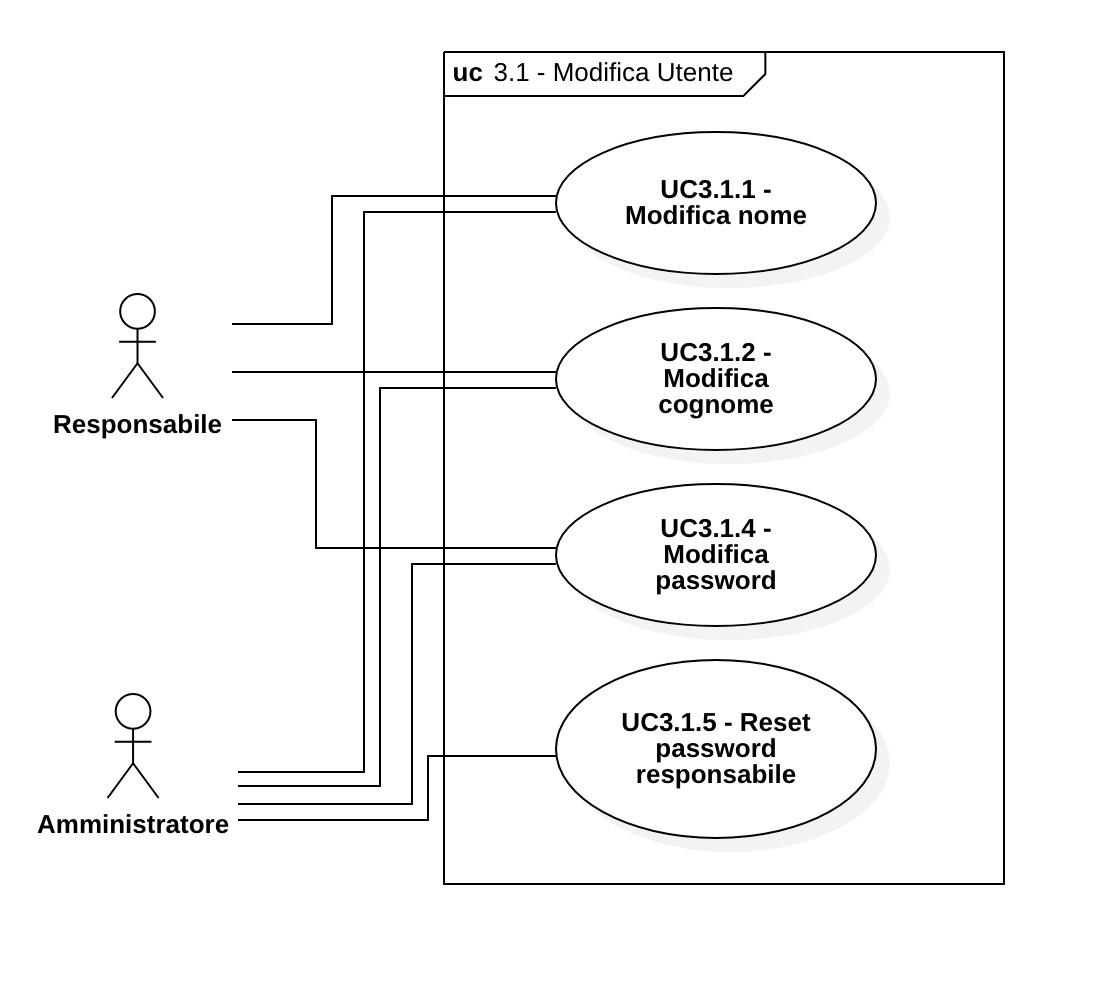 uc 3.1 - Modifica Utente
UC3.1.1 -
Modifica nome
UC3.1.2 -
Modifica
cognome
Responsabile
UC3.1.4 -
Modifica
password
UC3.1.5 - Reset
password
responsabile
Amministratore